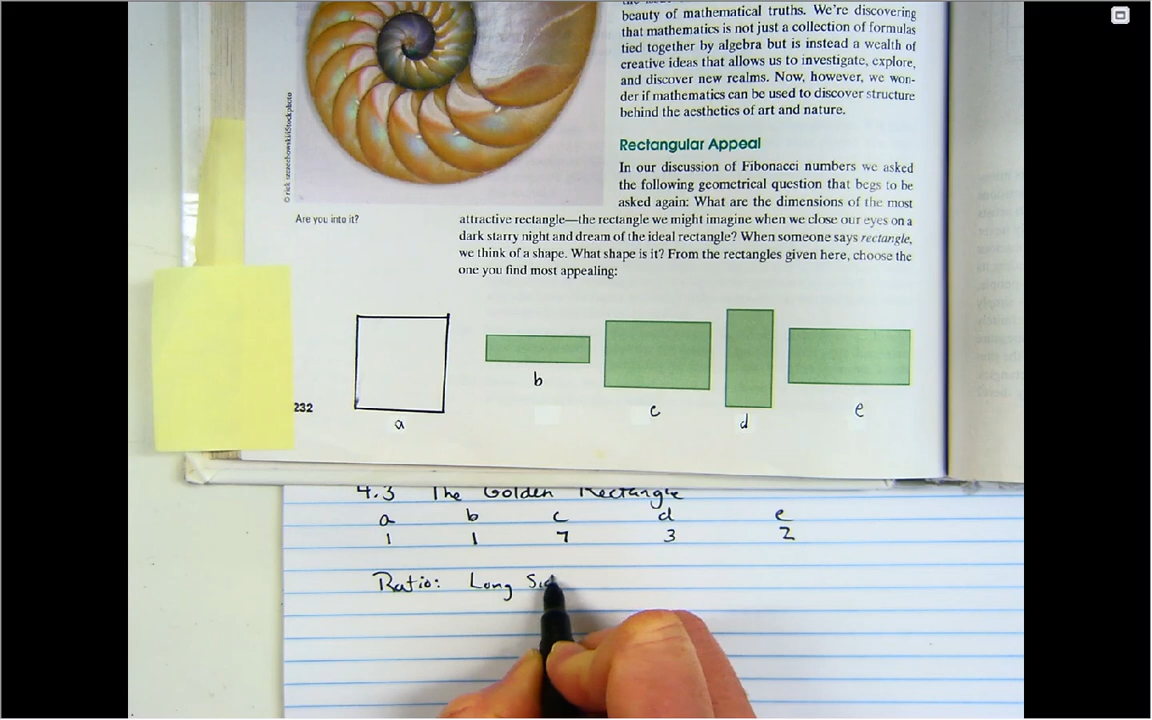 beauty of mathematical truths. We're discovering
that mathematics is not just a collection of formulas
tied together by algebra but is instead a wealth of
creative ideas that allows us to investigate, explore,
and discover new realms. Now, however, we won-
der if mathematics can be used to discover structure
behind the aesthetics of art and nature.
Rectangular Appeal
In our discussion of Fibonacci numbers we asked
the following geometrical question that begs to be
asked again: What are the dimensions of the most
Are you into it?
attractive rectangle—the rectangle we might imagine when we close our eyes on a
dark starry night and dream of the ideal rectangle? When someone says rectangle,
we think of a shape. What shape is it? From the rectangles given here, choose the
one you find most appealing:
232
a b c d e
4.3 The Golden Rectangle
a b c d e
1 1 7 3 2
Ratio: Long